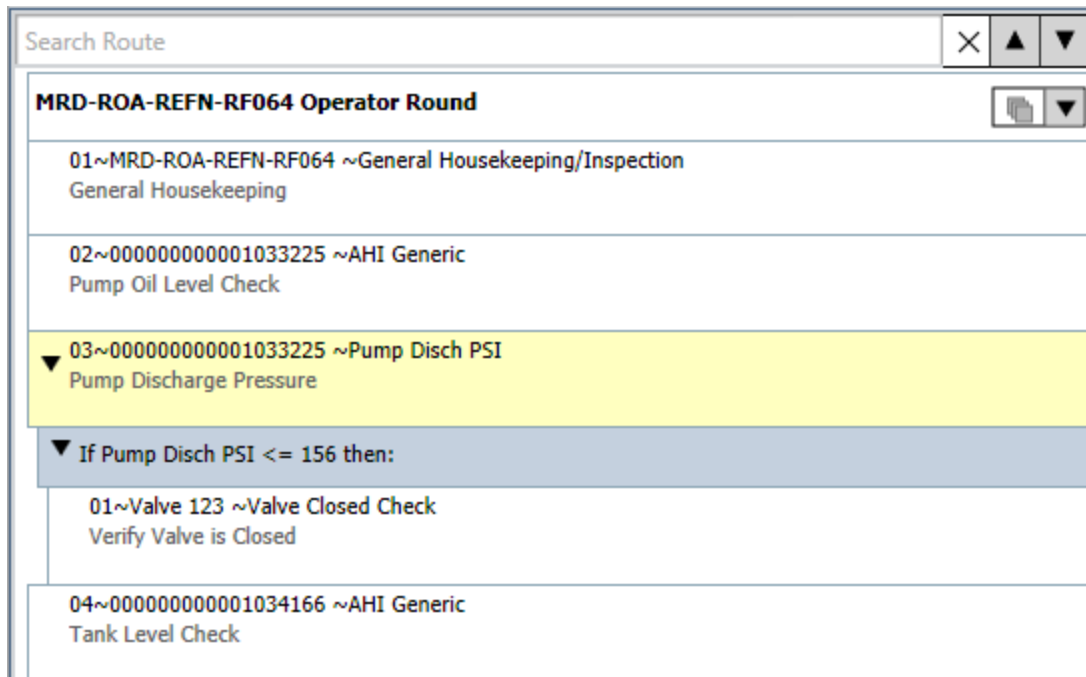 Search Route
MRD-ROA-REFN-RF064 Operator Round
01~MRD-ROA-REFN-RF064 ~General Housekeeping/Inspection
General Housekeeping
02~000000000001033225 ~AHI Generic
Pump Oil Level Check
03~000000000001033225 ~Pump Disch PSI
Pump Discharge Pressure
If Pump Disch PSI <= 156 then:
01~Valve 123 ~Valve Closed Check
Verify Valve is Closed
04~000000000001034166 ~AHI Generic
Tank Level Check